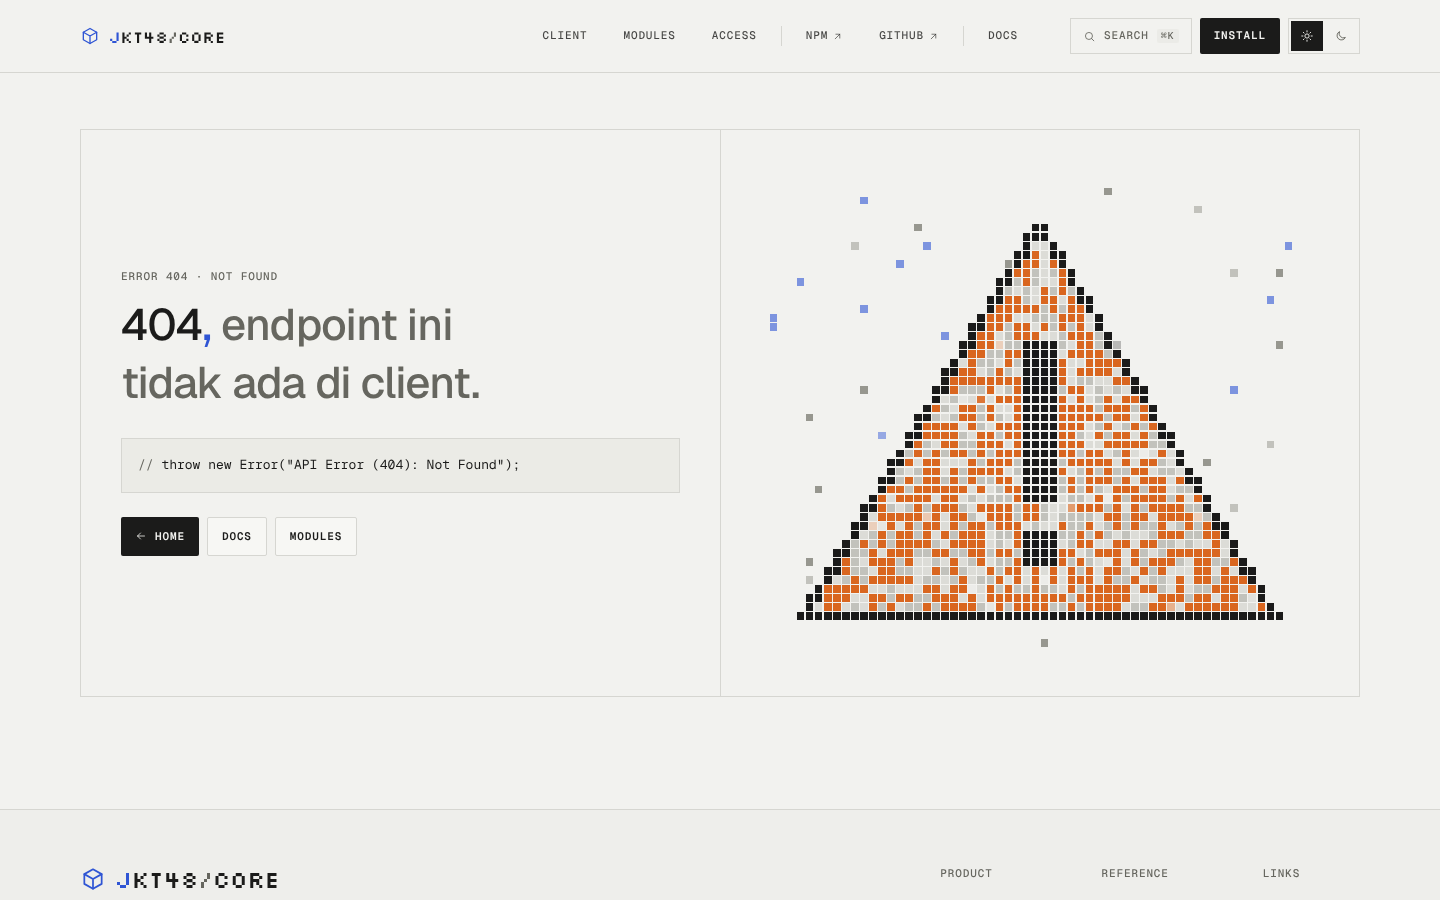 JKT48/CORE
CLIENT
MODULES
ACCESS
NPM ↗
GITHUB ↗
DOCS
SEARCH ⌘K
INSTALL
ERROR 404 · NOT FOUND
404, endpoint ini
tidak ada di client.
// throw new Error("API Error (404): Not Found");
← HOME
DOCS
MODULES
JKT48/CORE
PRODUCT
REFERENCE
LINKS